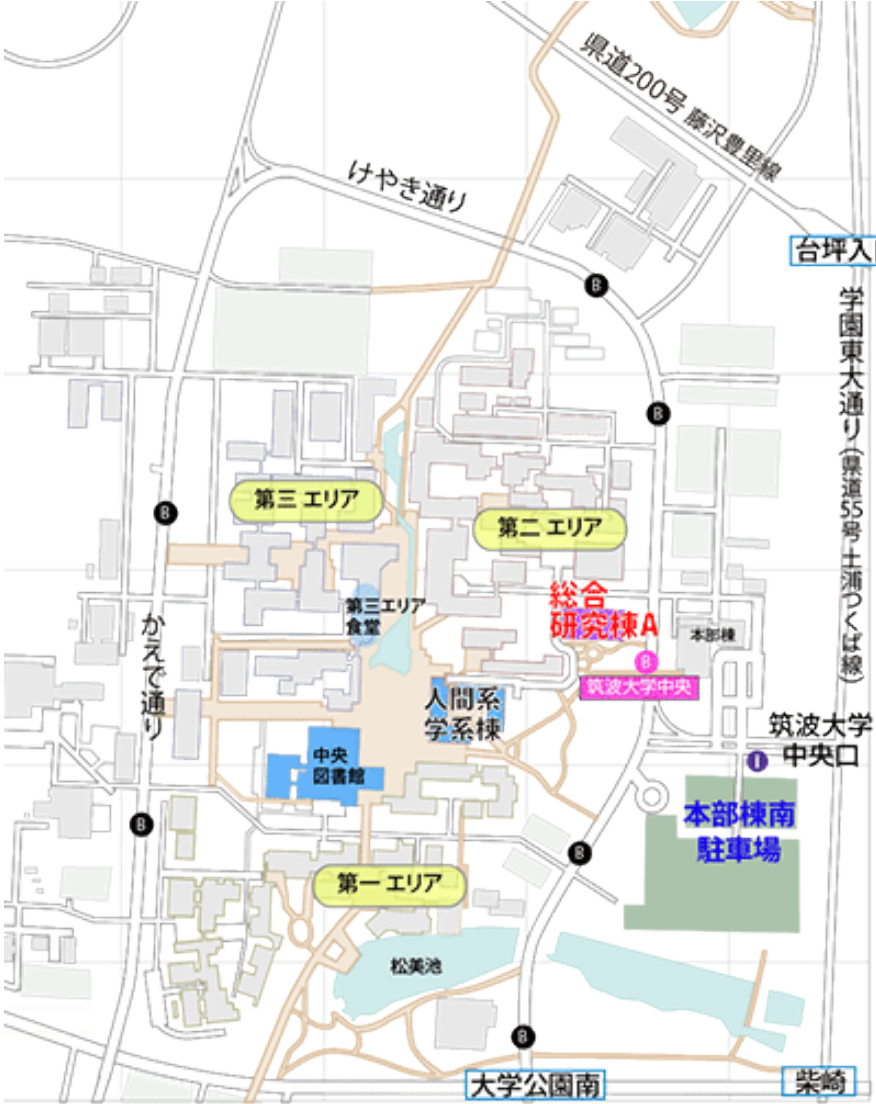 県道200号 藤沢豊里線
けやき通り
台坪入
学園東大通り(県道55号 土浦つくば線)
B
B
第三 エリア
B
第二 エリア
総合
研究棟A
第三エリア
食堂
本部棟
B
筑波大学中央
かえで通り
人間系
学系棟
筑波大学
中央口
中央
図書館
本部棟南
駐車場
B
B
第一 エリア
松美池
B
大学公園南
柴崎